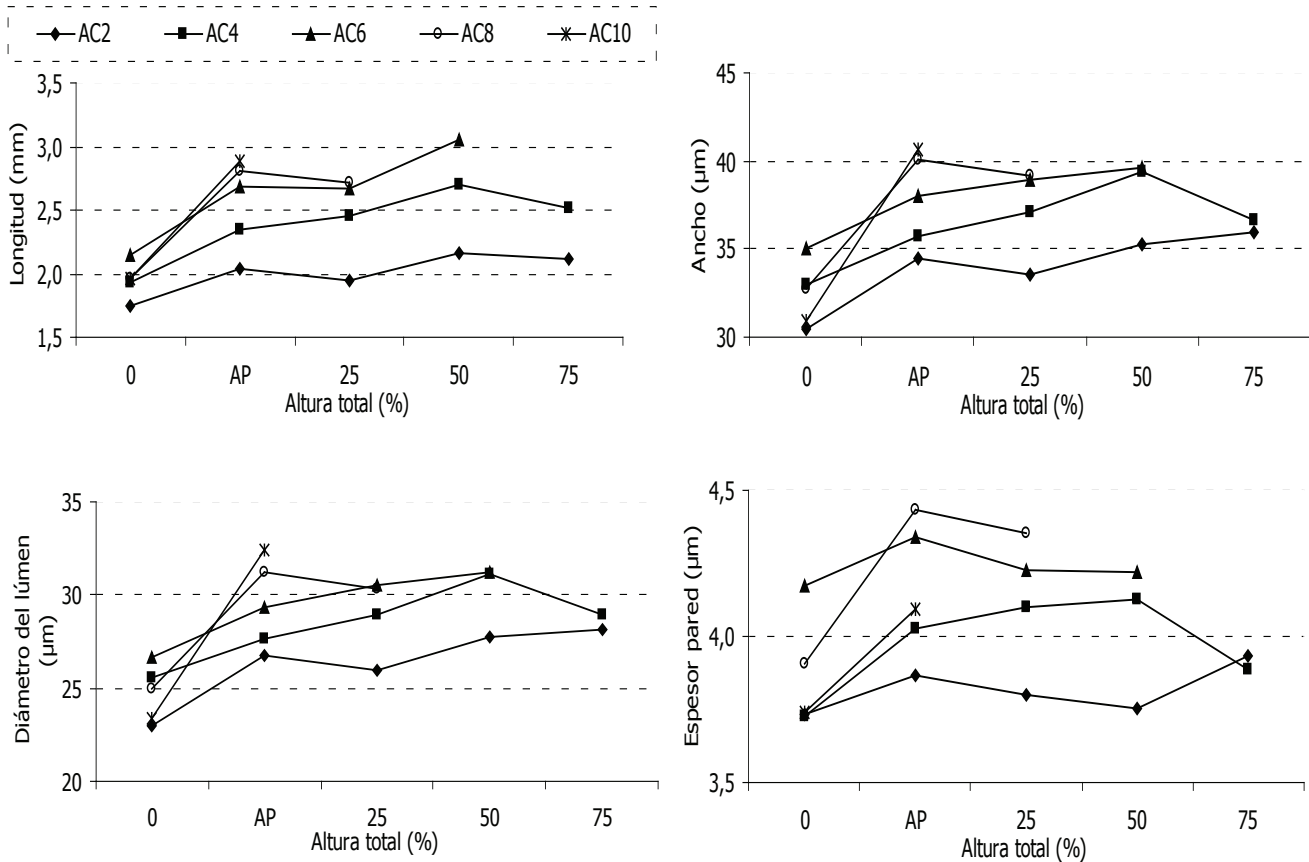 AC2 AC4 AC6 AC8 AC10
Longitud (mm)
3,5
3,0
2,5
2,0
1,5
0 AP 25 50 75
Altura total (%)
Ancho (µm)
45
40
35
30
0 AP 25 50 75
Altura total (%)
Diámetro del lúmen
(µm)
35
30
25
20
0 AP 25 50 75
Altura total (%)
Espesor pared (µm)
4,5
4,0
3,5
0 AP 25 50 75
Altura total (%)